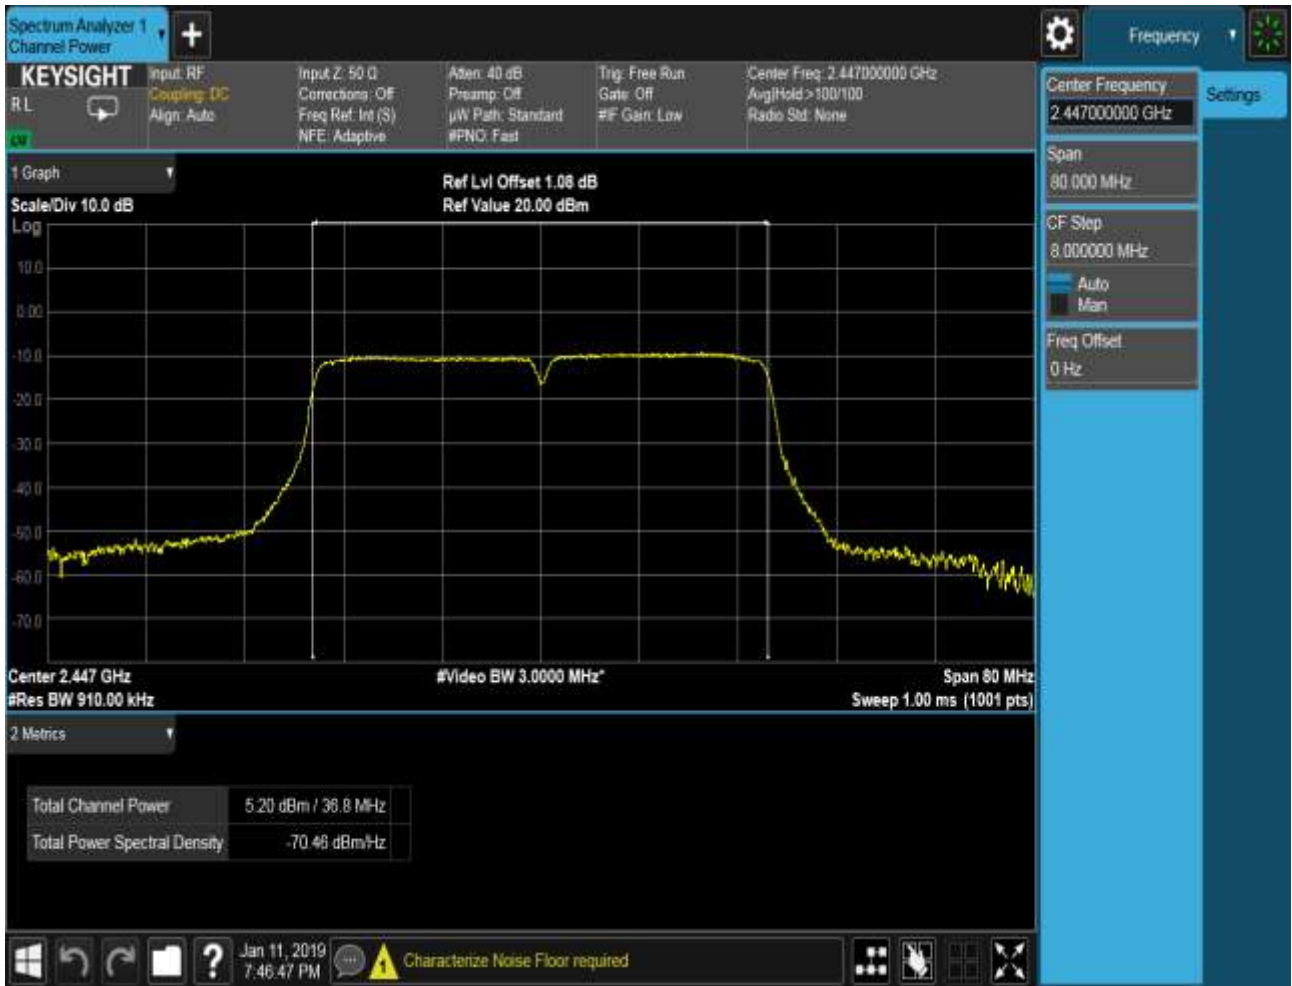 Spectrum Analyzer 1
Channel Power
Frequency
KEYSIGHT
R L
Input: RF
Coupling: DC
Align: Auto
Input Z: 50 Ω
Corrections: Off
Freq Ref: Int (S)
NFE: Adaptive
Atten: 40 dB
Preamp: Off
µW Path: Standard
#PNO: Fast
Trig: Free Run
Gate: Off
#IF Gain: Low
Center Freq: 2.447000000 GHz
Avg|Hold:>100/100
Radio Std: None
Center Frequency
2.447000000 GHz
Settings
Span
80.000 MHz
CF Step
8.000000 MHz
Auto
Man
Freq Offset
0 Hz
1 Graph
Scale/Div 10.0 dB
Ref Lvl Offset 1.08 dB
Ref Value 20.00 dBm
Log
10.0
0.00
-10.0
-20.0
-30.0
-40.0
-50.0
-60.0
-70.0
Center 2.447 GHz
#Video BW 3.0000 MHz*
Span 80 MHz
#Res BW 910.00 kHz
Sweep 1.00 ms (1001 pts)
2 Metrics
Total Channel Power 5.20 dBm / 36.8 MHz
Total Power Spectral Density -70.46 dBm/Hz
Jan 11, 2019
7:46:47 PM
1
Characterize Noise Floor required